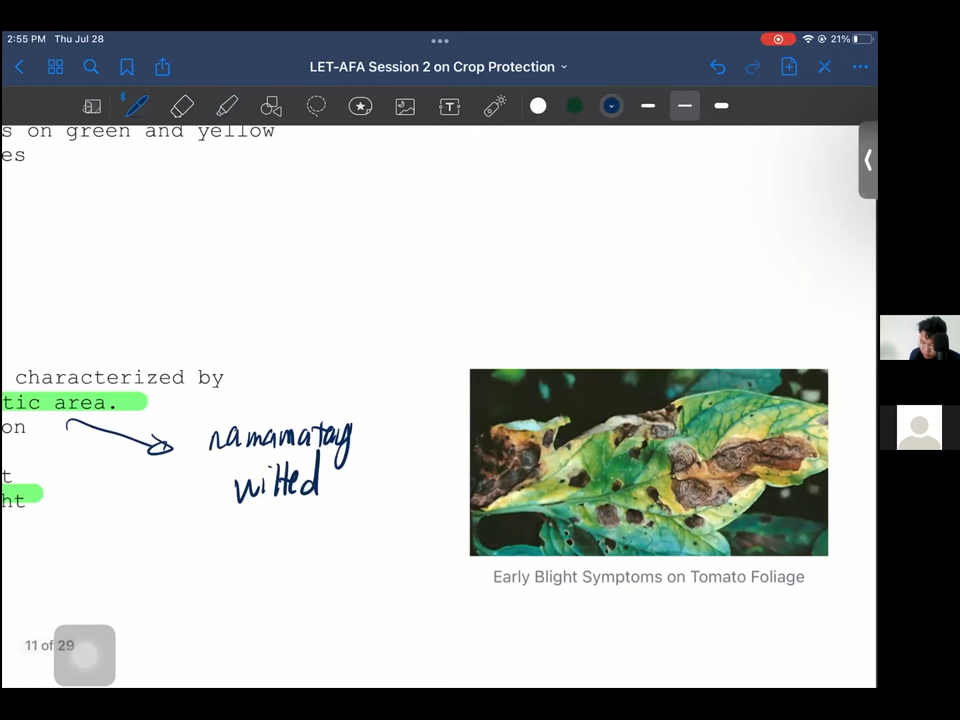 2:55 PM Thu Jul 28
21%
LET-AFA Session 2 on Crop Protection
T
s on green and yellow
es
characterized by
tic area.
on
namamatay
wilted
t
ht
Early Blight Symptoms on Tomato Foliage
11 of 29